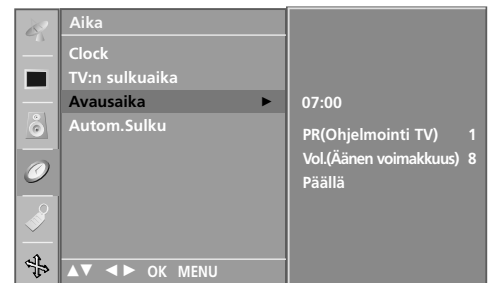 Aika
Clock
TV:n sulkuaika
Avausaika ►
Autom.Sulku
▲▼ ◄► OK MENU
07:00
PR(Ohjelmointi TV) 1
Vol.(Äänen voimakkuus) 8
Päällä